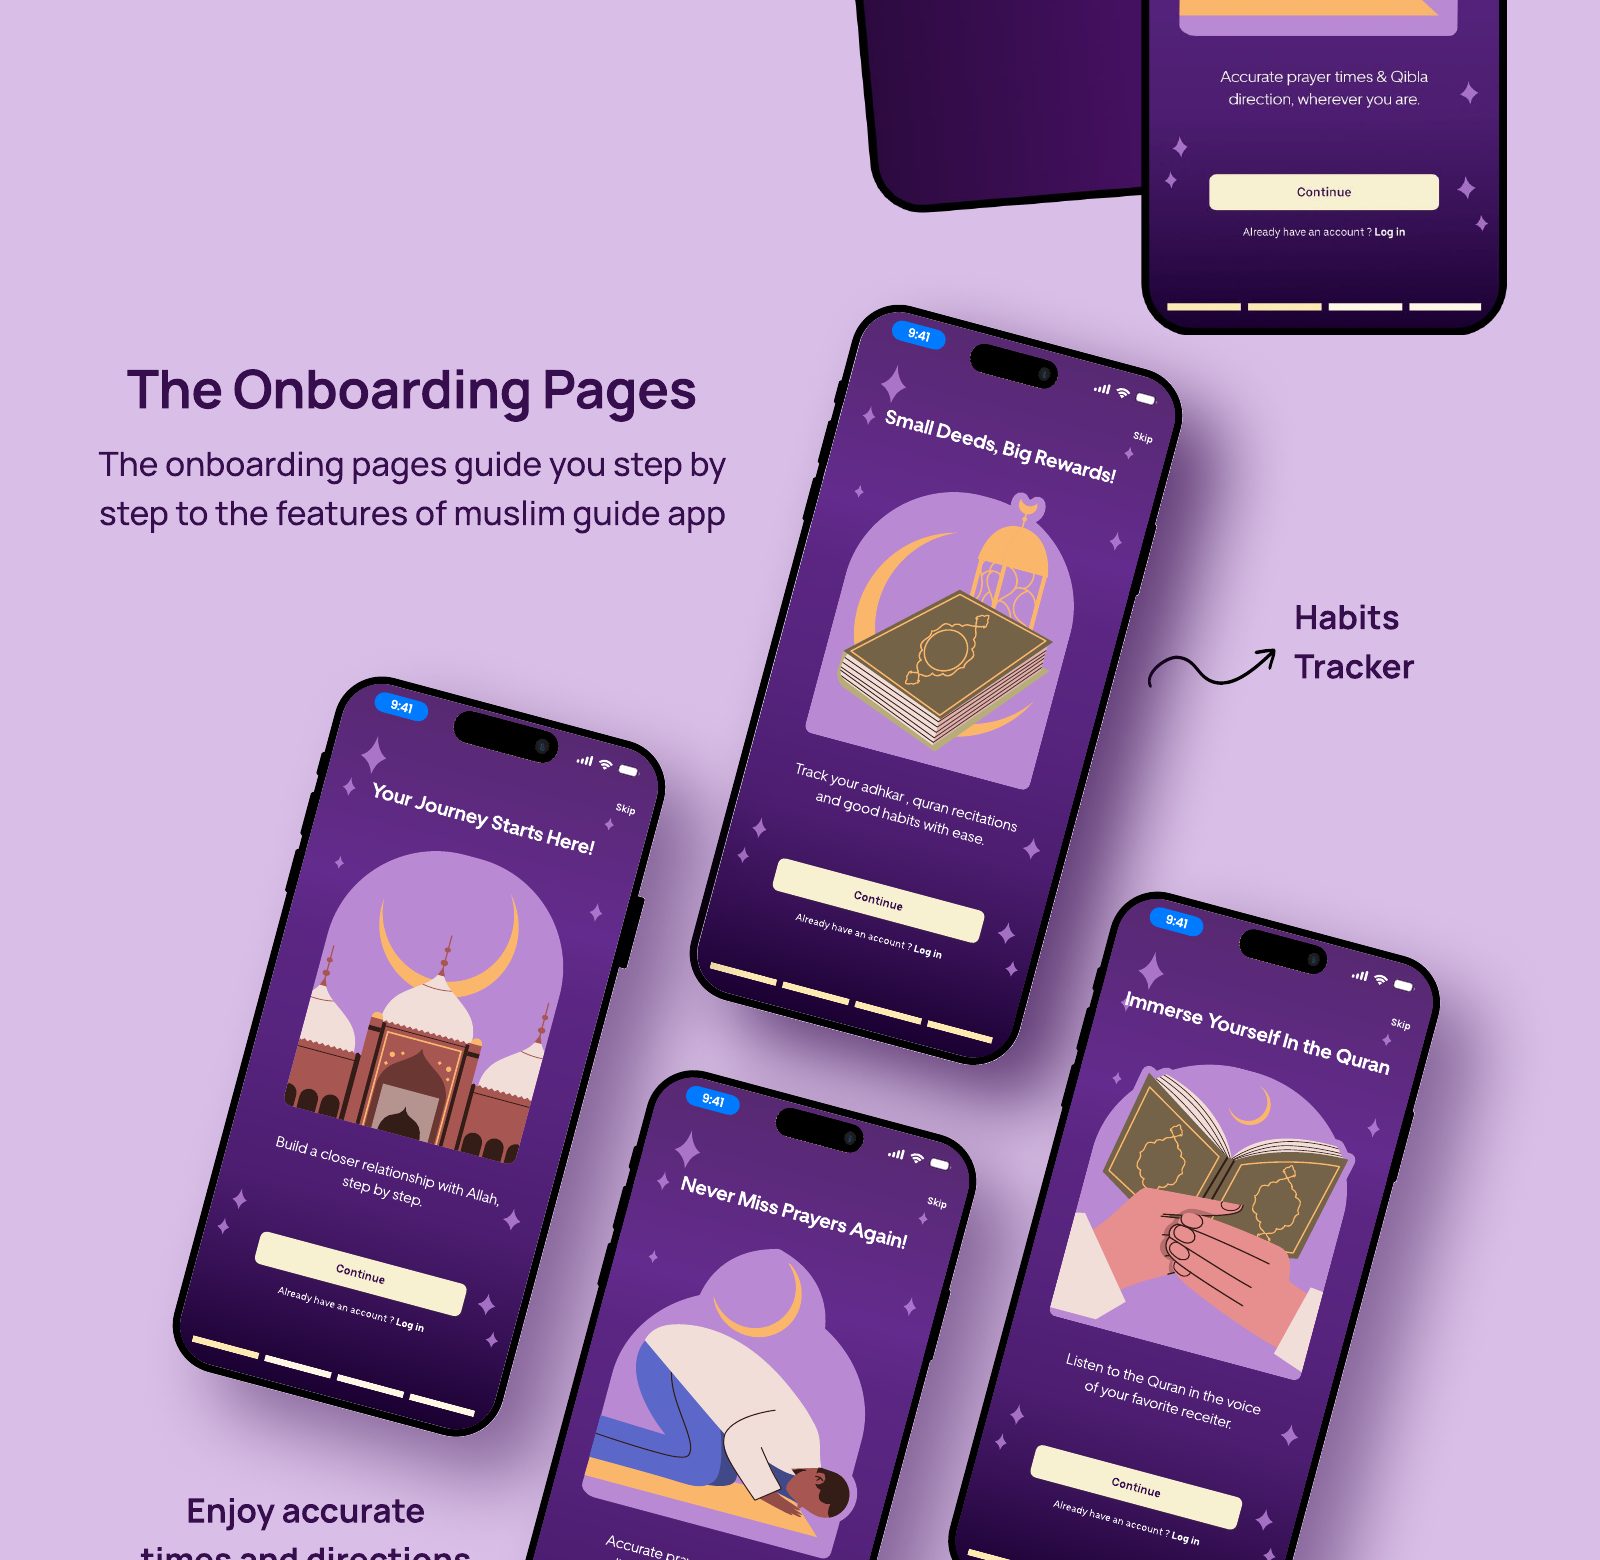 Accurate prayer times & Qibla
direction, wherever you are.
Continue
Already have an account ? Log in
The Onboarding Pages
The onboarding pages guide you step by
step to the features of muslim guide app
9:41
Skip
Small Deeds, Big Rewards!
Track your adhkar , quran recitations
and good habits with ease.
Continue
Already have an account ? Log in
Habits
Tracker
9:41
Skip
Your Journey Starts Here!
Build a closer relationship with Allah,
step by step.
Continue
Already have an account ? Log in
9:41
Skip
Immerse Yourself In the Quran
Listen to the Quran in the voice
of your favorite receiter.
Continue
Already have an account ? Log in
9:41
Skip
Never Miss Prayers Again!
Accurate
Enjoy accurate
times and directions